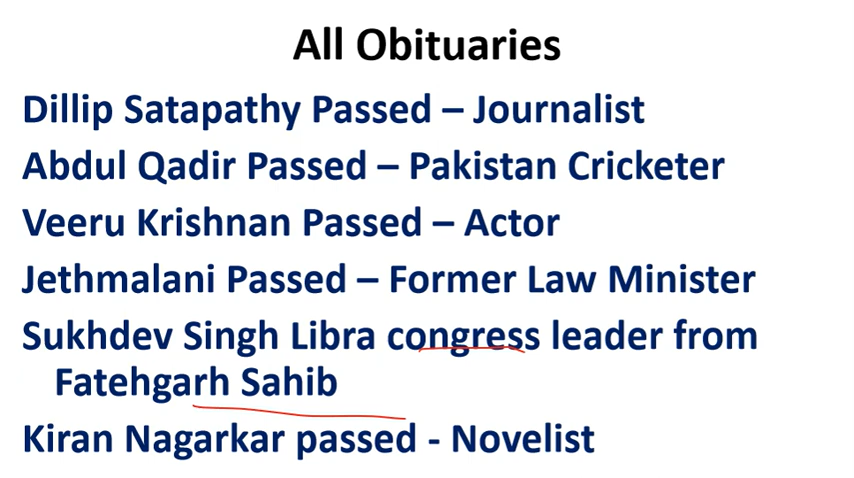 All Obituaries
Dillip Satapathy Passed – Journalist
Abdul Qadir Passed – Pakistan Cricketer
Veeru Krishnan Passed – Actor
Jethmalani Passed – Former Law Minister
Sukhdev Singh Libra congress leader from
Fatehgarh Sahib
Kiran Nagarkar passed - Novelist